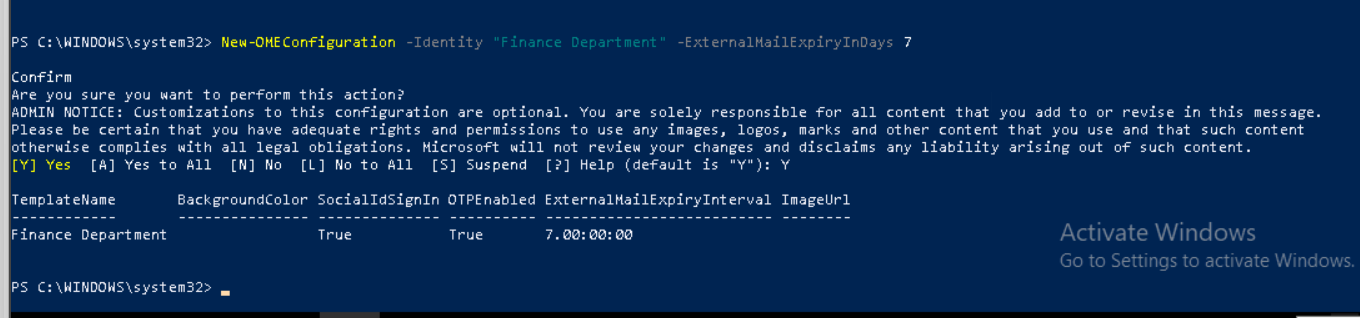 PS C:\WINDOWS\system32> New-OMEConfiguration -Identity "Finance Department" -ExternalMailExpiryInDays 7
Confirm
Are you sure you want to perform this action?
ADMIN NOTICE: Customizations to this configuration are optional. You are solely responsible for all content that you add to or revise in this message.
Please be certain that you have adequate rights and permissions to use any images, logos, marks and other content that you use and that such content
otherwise complies with all legal obligations. Microsoft will not review your changes and disclaims any liability arising out of such content.
[Y] Yes  [A] Yes to All  [N] No  [L] No to All  [S] Suspend  [?] Help (default is "Y"): Y
TemplateName       BackgroundColor SocialIdSignIn OTPEnabled ExternalMailExpiryInterval ImageUrl
------------       --------------- -------------- ---------- -------------------------- --------
Finance Department                 True           True       7.00:00:00
PS C:\WINDOWS\system32> _
Activate Windows
Go to Settings to activate Windows.